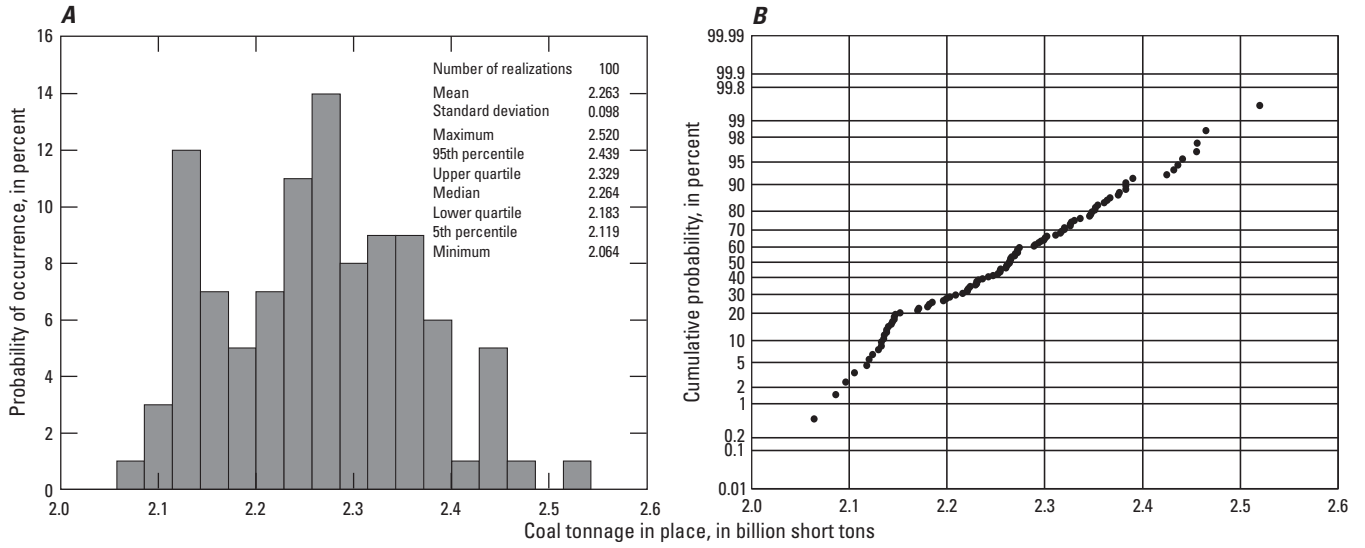 A
Probability of occurrence, in percent
16
14
12
10
8
6
4
2
0
2.0 2.1 2.2 2.3 2.4 2.5 2.6
Number of realizations 100
Mean 2.263
Standard deviation 0.098
Maximum 2.520
95th percentile 2.439
Upper quartile 2.329
Median 2.264
Lower quartile 2.183
5th percentile 2.119
Minimum 2.064
B
Cumulative probability, in percent
99.99
99.9
99.8
99
98
95
90
80
70
60
50
40
30
20
10
5
2
1
0.2
0.1
0.01
2.0 2.1 2.2 2.3 2.4 2.5 2.6
Coal tonnage in place, in billion short tons